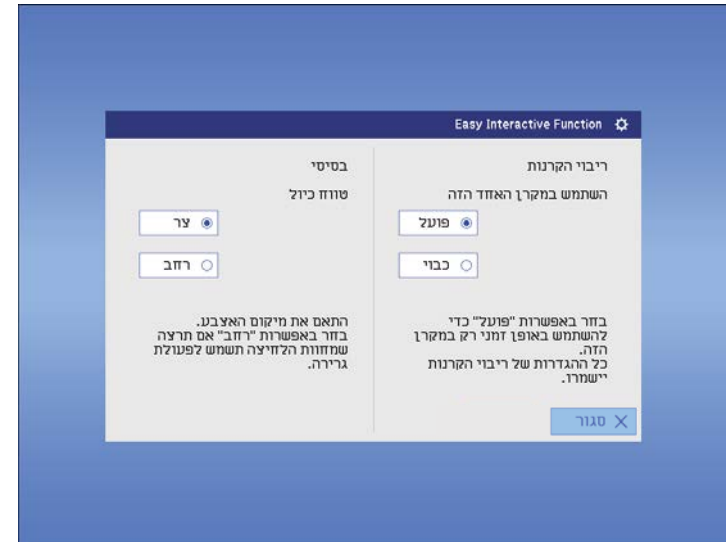 Easy Interactive Function
ריבוי הקרנות
השתמש במקרן האחד הזה
פועל
כבוי
בחר באפשרות "פועל" כדי
להשתמש באופן זמני רק במקרן
הזה.
כל ההגדרות של ריבוי הקרנות
יישמרו.
בסיסי
טווח כיול
צר
רחב
התאם את מיקום האצבע.
בחר באפשרות "רחב" אם תרצה
שמחוות הלחיצה תשמש לפעולת
גרירה.
סגור